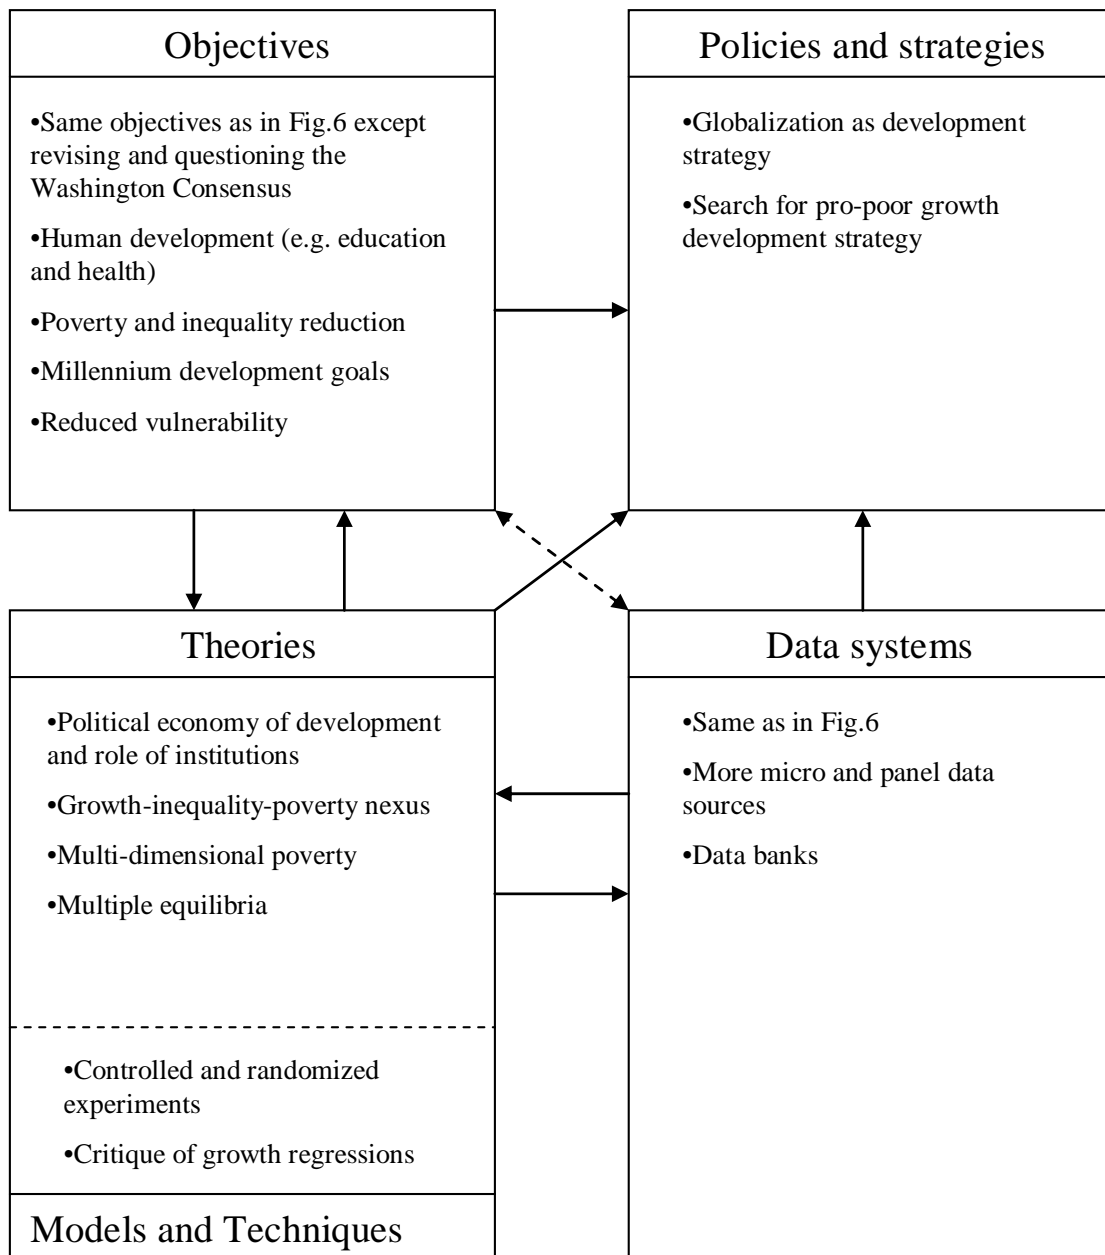 Objectives
•Same objectives as in Fig.6 except
revising and questioning the
Washington Consensus
•Human development (e.g. education
and health)
•Poverty and inequality reduction
•Millennium development goals
•Reduced vulnerability
Policies and strategies
•Globalization as development
strategy
•Search for pro-poor growth
development strategy
Theories
•Political economy of development
and role of institutions
•Growth-inequality-poverty nexus
•Multi-dimensional poverty
•Multiple equilibria
•Controlled and randomized
experiments
•Critique of growth regressions
Models and Techniques
Data systems
•Same as in Fig.6
•More micro and panel data
sources
•Data banks